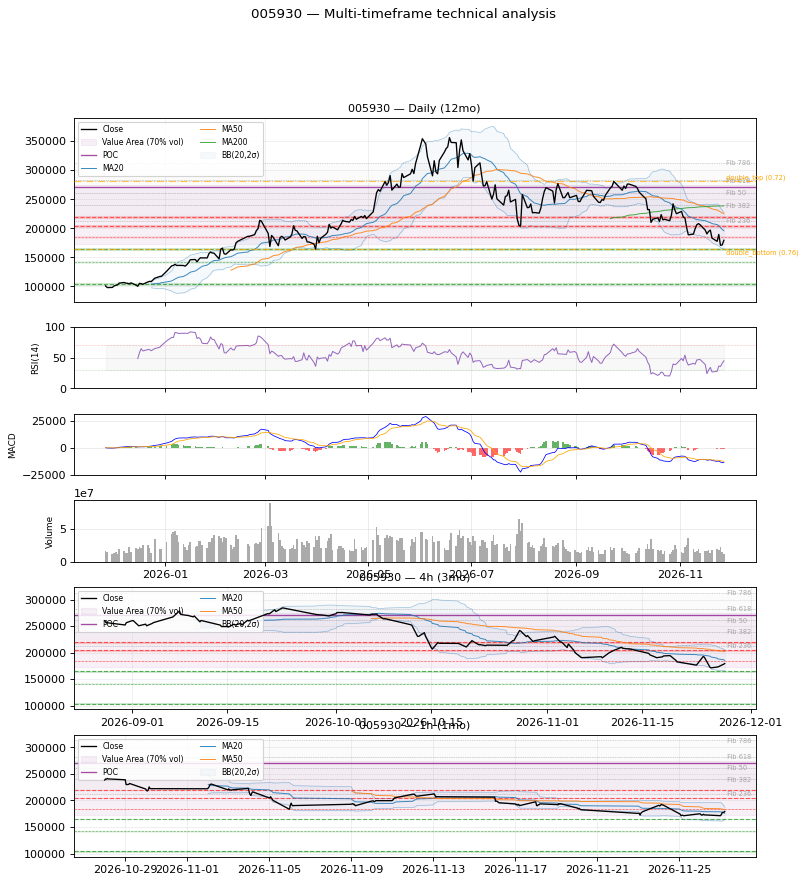 005930 — Multi-timeframe technical analysis
005930 — Daily (12mo)
Close
Value Area (70% vol)
POC
MA20
MA50
MA200
BB(20,2σ)
350000
300000
250000
200000
150000
100000
Fib 786
double_top (0.72)
Fib 50
Fib 382
Fib 236
double_bottom (0.76)
RSI(14)
100
50
0
MACD
25000
0
−25000
1e7
Volume
5
0
2026-01
2026-03
2026-05
2026-07
2026-09
2026-11
005930 — 4h (3mo)
Close
Value Area (70% vol)
POC
MA20
MA50
BB(20,2σ)
300000
250000
200000
150000
100000
Fib 786
Fib 618
Fib 50
Fib 382
Fib 236
2026-09-01
2026-09-15
2026-10-01
2026-10-15
2026-11-01
2026-11-15
2026-12-01
005930 — 1h (1mo)
Close
Value Area (70% vol)
POC
MA20
MA50
BB(20,2σ)
300000
250000
200000
150000
100000
Fib 786
Fib 618
Fib 50
Fib 382
Fib 236
2026-10-29
2026-11-01
2026-11-05
2026-11-09
2026-11-13
2026-11-17
2026-11-21
2026-11-25